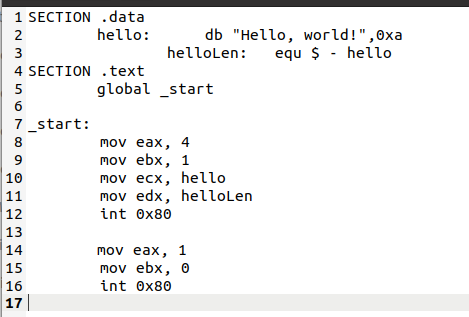 1 SECTION .data
2 hello: db "Hello, world!",0xa
3 helloLen: equ $ - hello
4 SECTION .text
5 global _start
6
7 _start:
8 mov eax, 4
9 mov ebx, 1
10 mov ecx, hello
11 mov edx, helloLen
12 int 0x80
13
14 mov eax, 1
15 mov ebx, 0
16 int 0x80
17